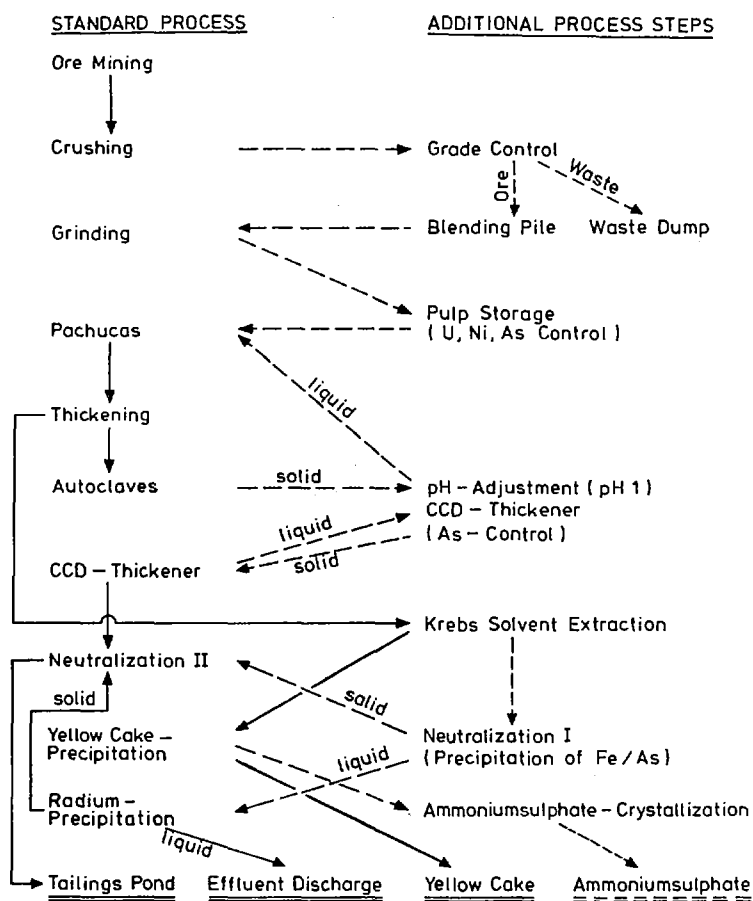 STANDARD PROCESS
ADDITIONAL PROCESS STEPS
Ore Mining
Crushing
Grade Control
Ore
Waste
Grinding
Blending Pile
Waste Dump
Pulp Storage
(U, Ni, As Control)
Pachucas
liquid
Thickening
Autoclaves
solid
pH-Adjustment (pH 1)
CCD-Thickener
(As-Control)
liquid
solid
CCD-Thickener
Krebs Solvent Extraction
Neutralization II
solid
solid
Yellow Cake-
Precipitation
Neutralization I
(Precipitation of Fe/As)
liquid
Radium-
Precipitation
Ammoniumsulphate-Crystallization
liquid
Tailings Pond
Effluent Discharge
Yellow Cake
Ammoniumsulphate